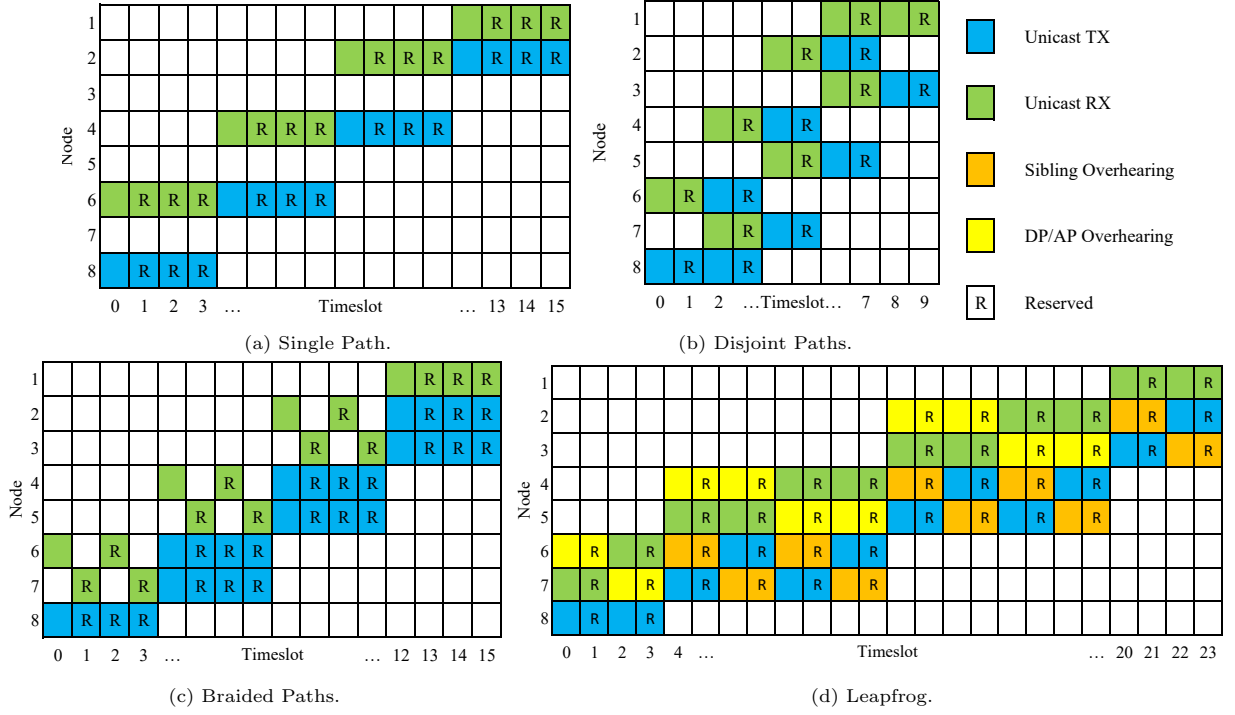 1 R R R
2 R R R R R R
3
4 R R R R R R
5
6 R R R R R R
7
8 R R R
Node
0 1 2 3 … Timeslot … 13 14 15
(a) Single Path.
1 R R
2 R R
3 R R
4 R R
5 R R
6 R R
7 R R
8 R R
Node
0 1 2 …Timeslot… 7 8 9
(b) Disjoint Paths.
Unicast TX
Unicast RX
Sibling Overhearing
DP/AP Overhearing
R Reserved
1 R R R
2 R R R R
3 R R R R R
4 R R R R
5 R R R R R
6 R R R R
7 R R R R R
8 R R R
Node
0 1 2 3 … Timeslot … 12 13 14 15
(c) Braided Paths.
1 R R
2 R R R R R R
3 R R R R R R
4 R R R R R R R R
5 R R R R R R R R
6 R R R R R R
7 R R R R R R
8 R R
Node
0 1 2 3 4 … Timeslot … 20 21 22 23
(d) Leapfrog.